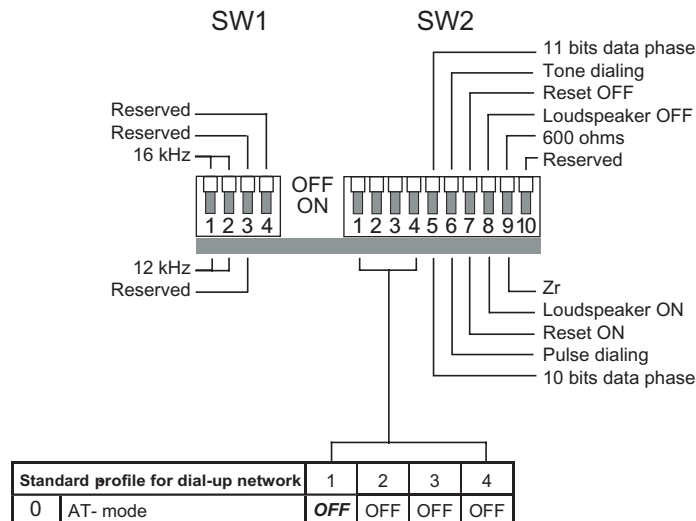 SW1 SW2
11 bits data phase
Tone dialing
Reset OFF
Loudspeaker OFF
600 ohms
Reserved
Reserved
Reserved
16 kHz
OFF
ON
1 2 3 4
1 2 3 4 5 6 7 8 9 10
12 kHz
Reserved
Zr
Loudspeaker ON
Reset ON
Pulse dialing
10 bits data phase
Standard profile for dial-up network 1 2 3 4
0 AT- mode OFF OFF OFF OFF